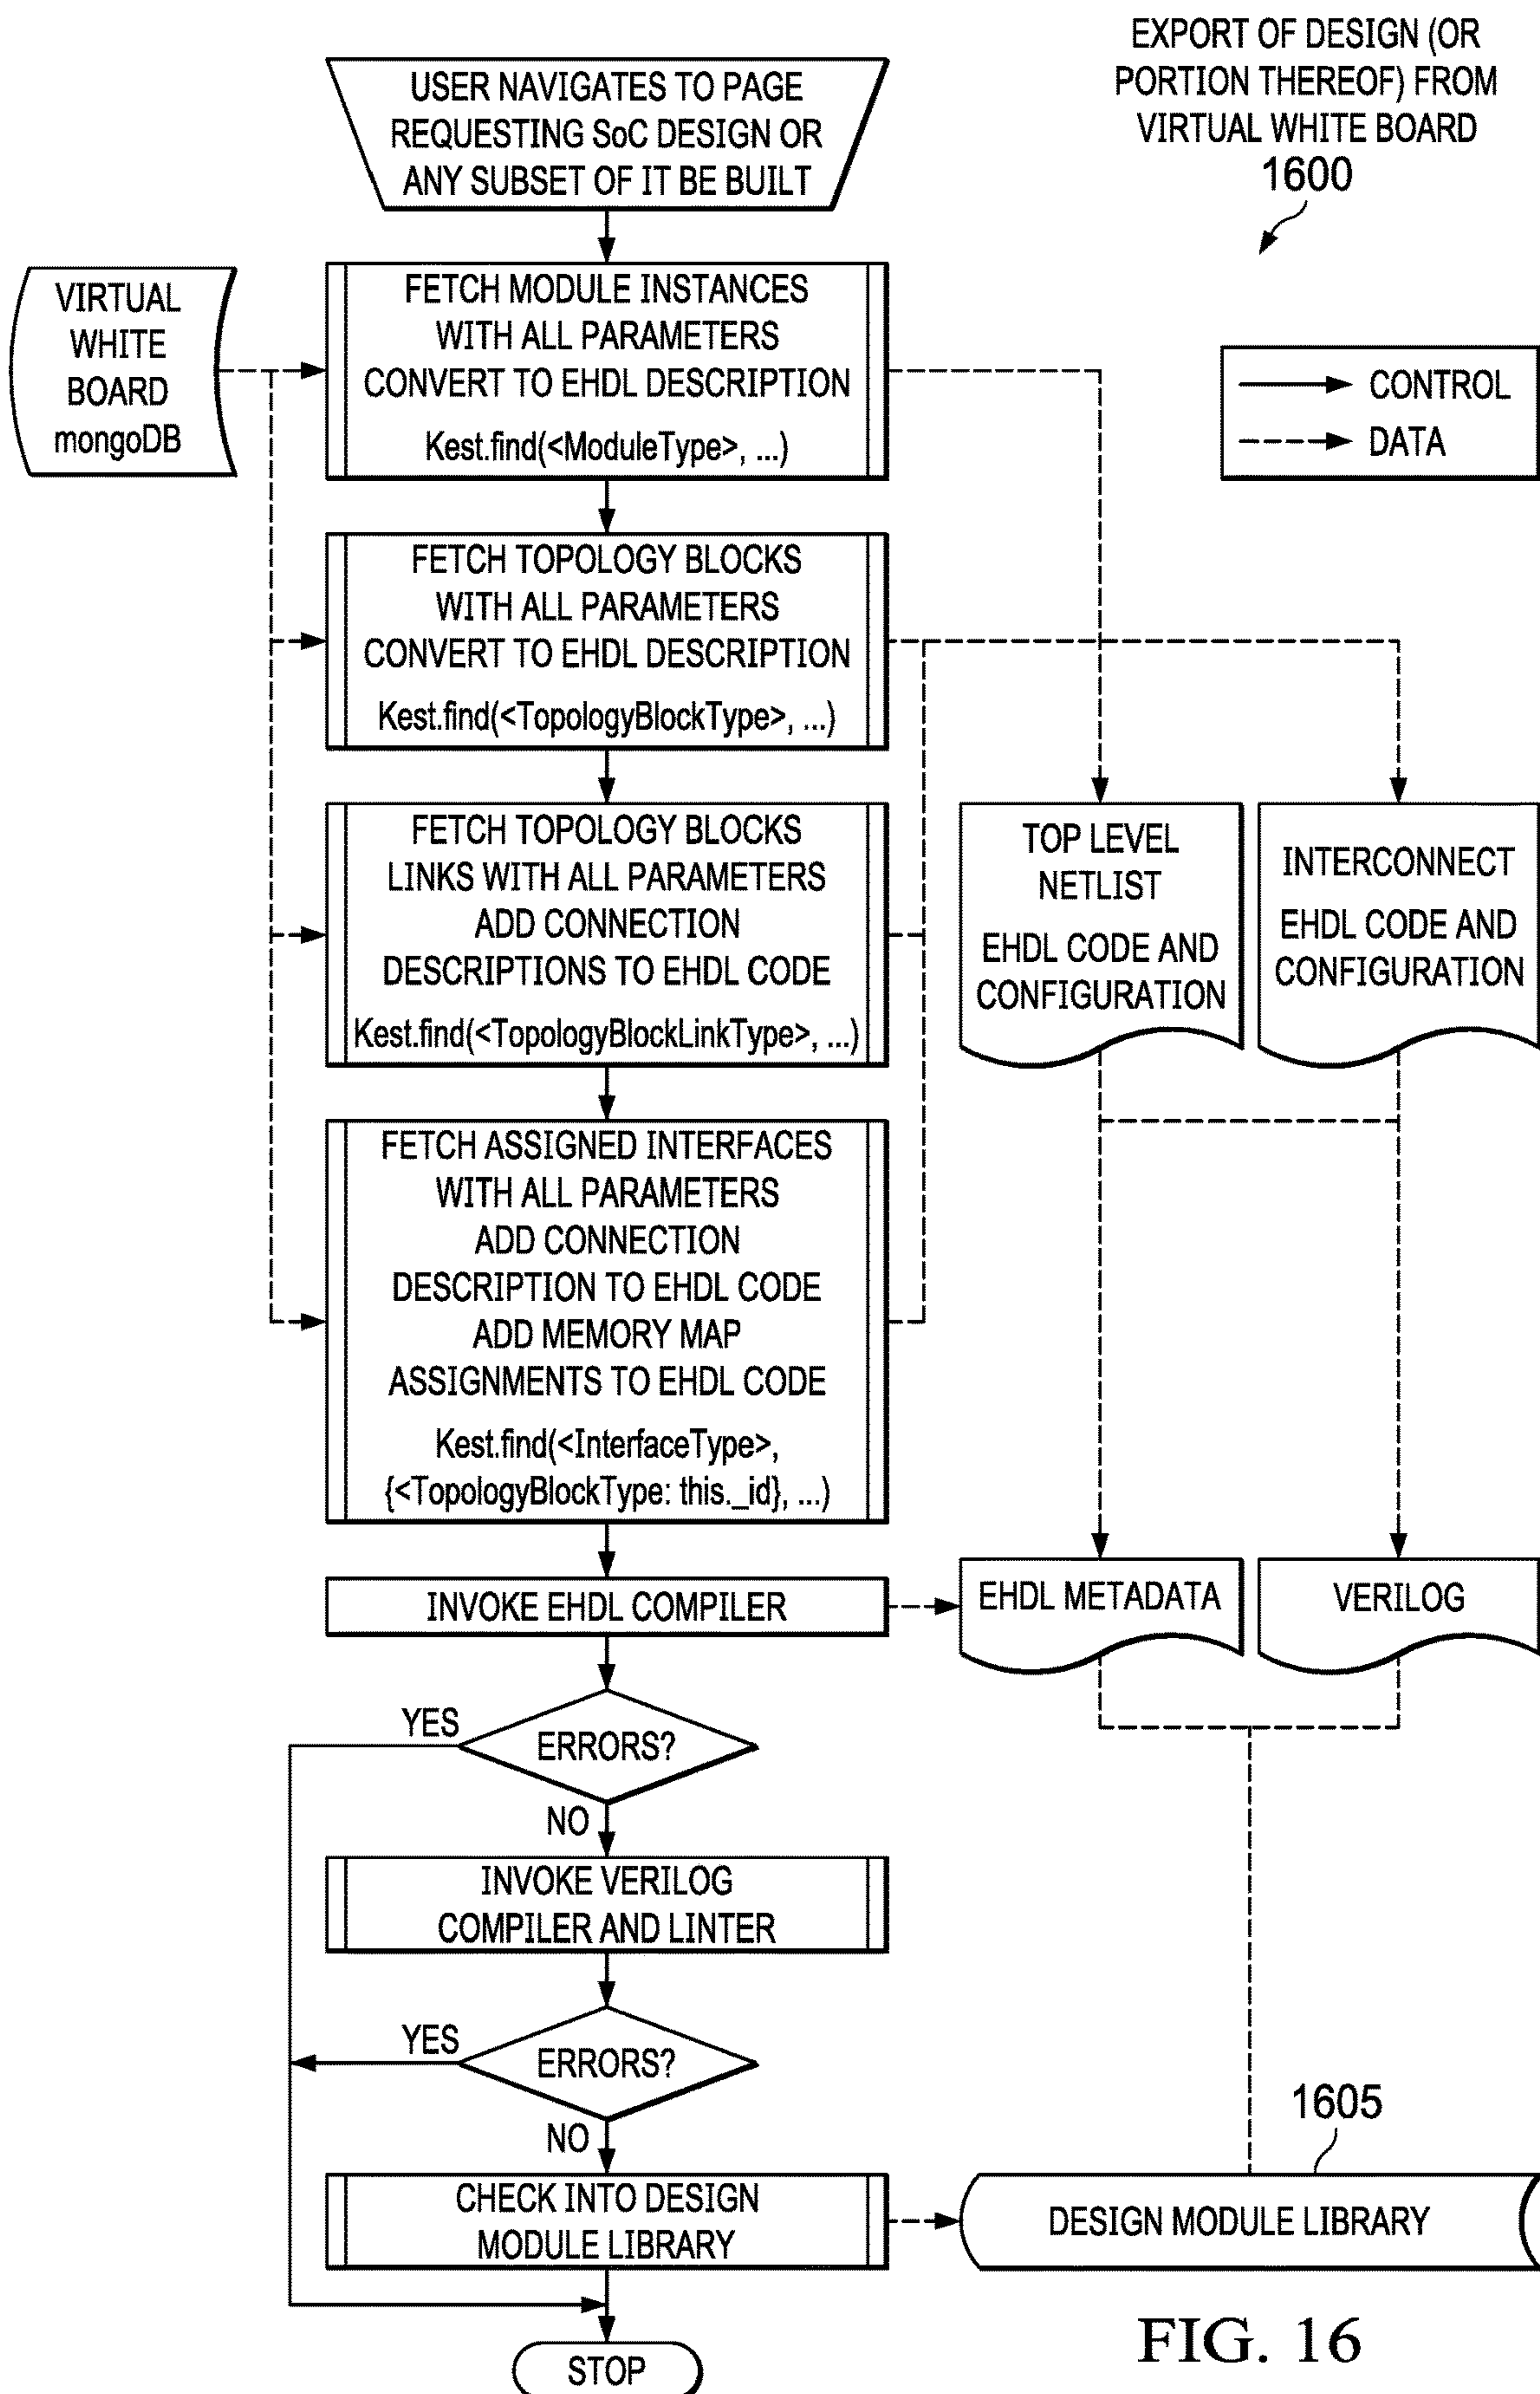 EXPORT OF DESIGN (OR
PORTION THEREOF) FROM
VIRTUAL WHITE BOARD
1600
USER NAVIGATES TO PAGE
REQUESTING SoC DESIGN OR
ANY SUBSET OF IT BE BUILT
VIRTUAL
WHITE
BOARD
mongoDB
FETCH MODULE INSTANCES
WITH ALL PARAMETERS
CONVERT TO EHDL DESCRIPTION
Kest.find(<ModuleType>, ...)
CONTROL
DATA
FETCH TOPOLOGY BLOCKS
WITH ALL PARAMETERS
CONVERT TO EHDL DESCRIPTION
Kest.find(<TopologyBlockType>, ...)
FETCH TOPOLOGY BLOCKS
LINKS WITH ALL PARAMETERS
ADD CONNECTION
DESCRIPTIONS TO EHDL CODE
Kest.find(<TopologyBlockLinkType>, ...)
TOP LEVEL
NETLIST
EHDL CODE AND
CONFIGURATION
INTERCONNECT
EHDL CODE AND
CONFIGURATION
FETCH ASSIGNED INTERFACES
WITH ALL PARAMETERS
ADD CONNECTION
DESCRIPTION TO EHDL CODE
ADD MEMORY MAP
ASSIGNMENTS TO EHDL CODE
Kest.find(<InterfaceType>,
{<TopologyBlockType: this._id}, ...)
INVOKE EHDL COMPILER
EHDL METADATA
VERILOG
YES
ERRORS?
NO
INVOKE VERILOG
COMPILER AND LINTER
YES
ERRORS?
NO
1605
CHECK INTO DESIGN
MODULE LIBRARY
DESIGN MODULE LIBRARY
STOP
FIG. 16